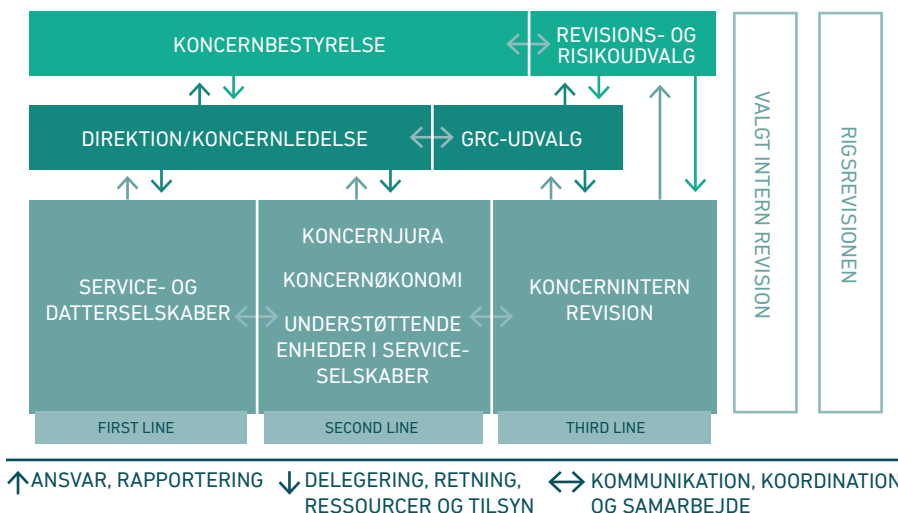 KONCERNBESTYRELSE
REVISIONS- OG
RISIKOUDVALG
DIREKTION/KONCERNLEDELSE
GRC-UDVALG
SERVICE- OG
DATTERSELSKABER
KONCERNJURA
KONCERNØKONOMI
UNDERSTØTTENDE
ENHEDER I SERVICE-
SELSKABER
KONCERNINTERN
REVISION
FIRST LINE
SECOND LINE
THIRD LINE
VALGT INTERN REVISION
RIGSREVISIONEN
ANSVAR, RAPPORTERING
DELEGERING, RETNING,
RESSOURCER OG TILSYN
KOMMUNIKATION, KOORDINATION
OG SAMARBEJDE